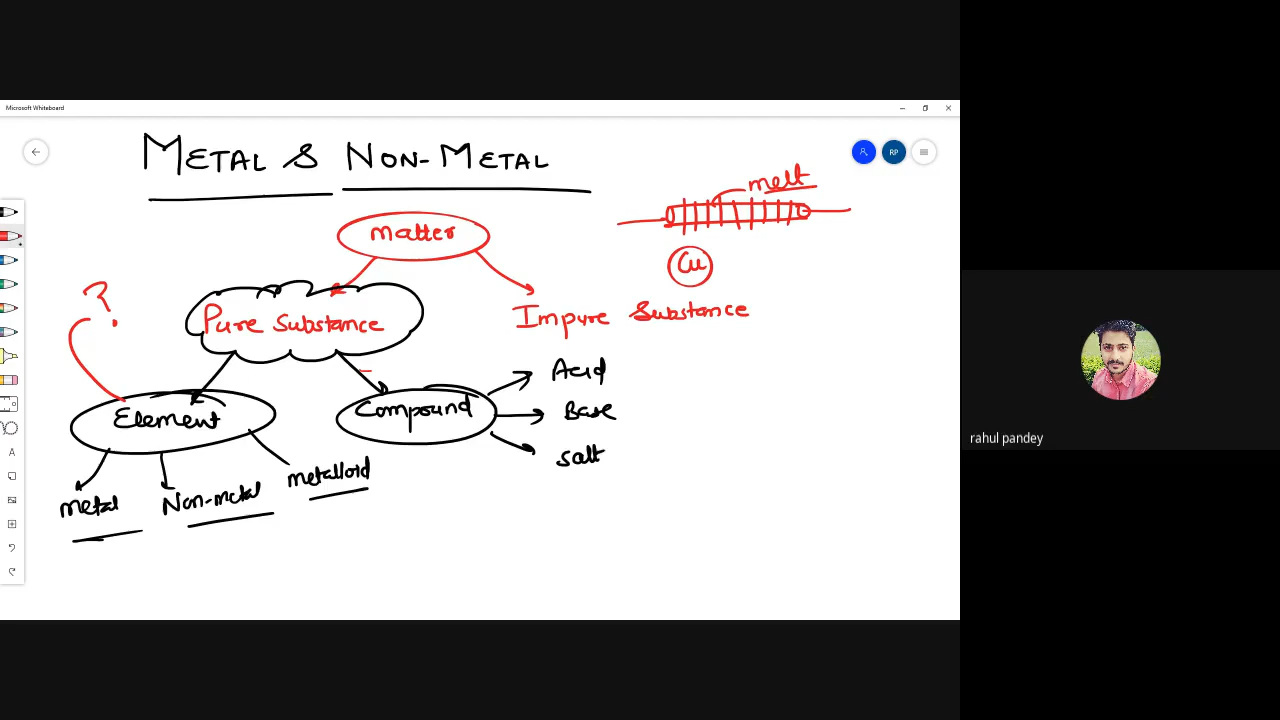 Microsoft Whiteboard
METAL & NON-METAL
RP
melt
matter
Cu
?
Pure Substance
Impure Substance
Acid
Element
Compound
Base
Salt
metalloid
metal
Non-metal
A
rahul pandey